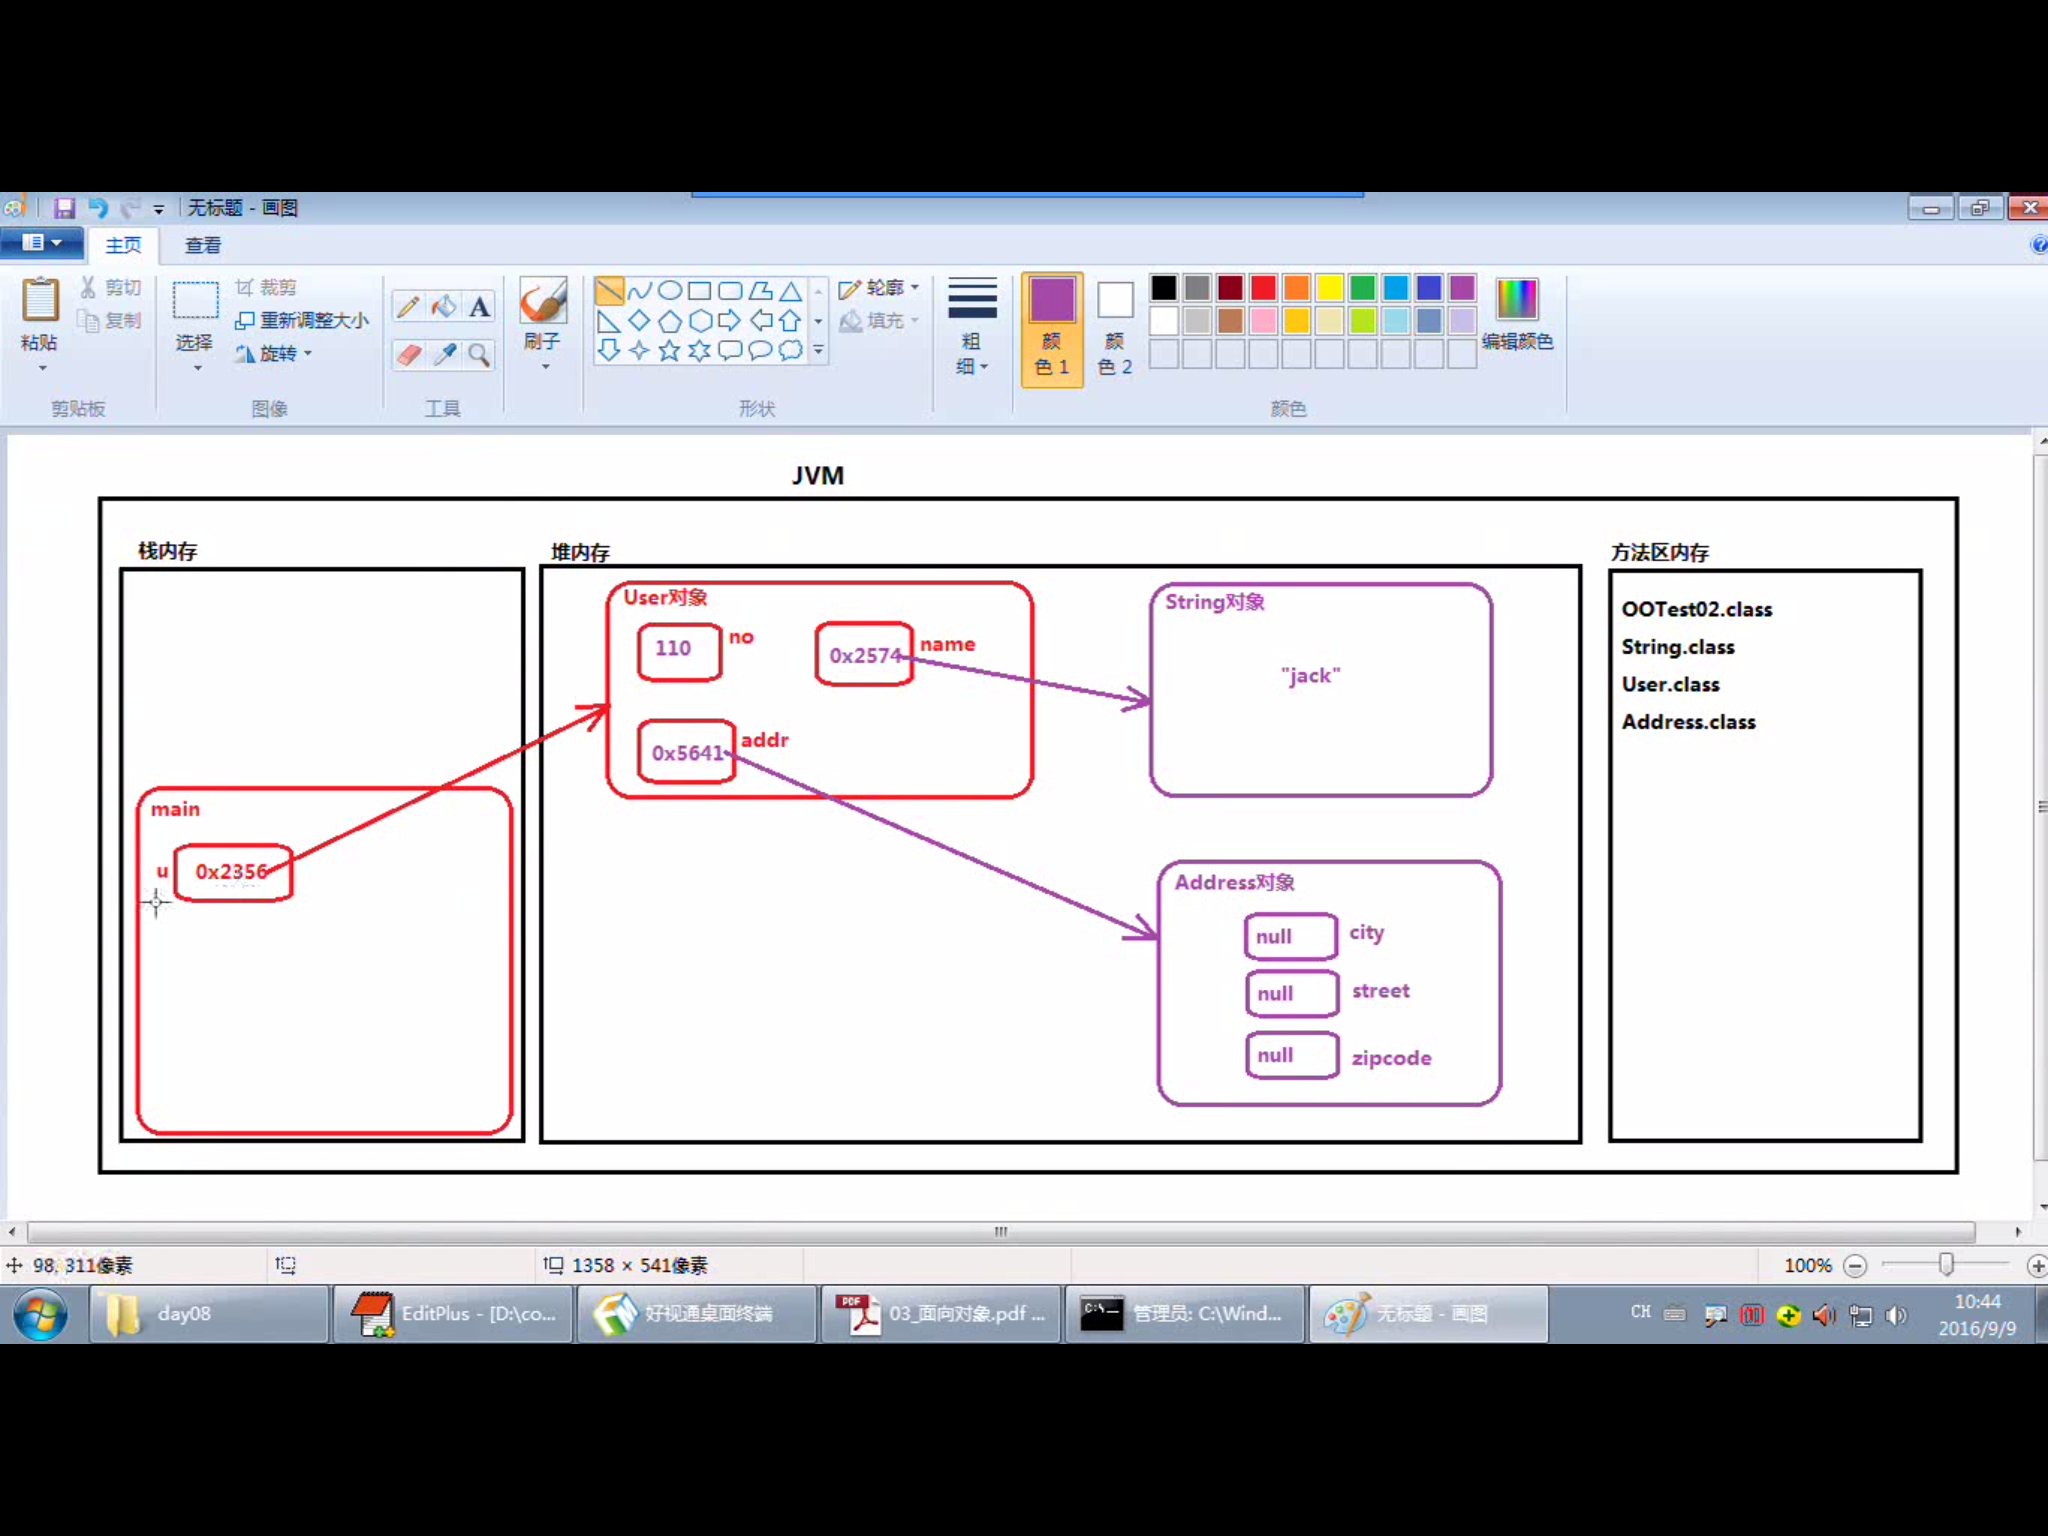 无标题 - 画图
主页 查看
粘贴 剪切 复制 选择 裁剪 重新调整大小 旋转 A 刷子 轮廓 填充 粗细 颜色 1 颜色 2 编辑颜色
剪贴板 图像 工具 形状 颜色
JVM
栈内存
main
u 0x2356
堆内存
User对象
110 no
0x2574 name
0x5641 addr
String对象
"jack"
Address对象
null city
null street
null zipcode
方法区内存
OOTest02.class
String.class
User.class
Address.class
98, 311像素 1358 × 541像素 100%
day08 EditPlus - [D:\co... 好视通桌面终端 03_面向对象.pdf ... 管理员: C:\Wind... 无标题 - 画图 CH 10:44
2016/9/9